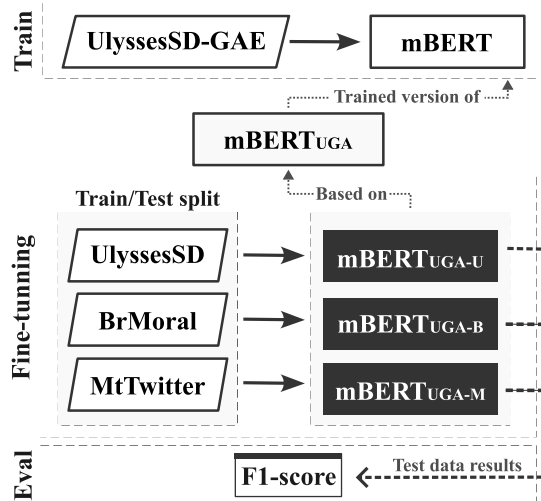 Train
UlyssesSD-GAE
mBERT
Trained version of
mBERTUGA
Based on
Train/Test split
Fine-tunning
UlyssesSD
mBERTUGA-U
BrMoral
mBERTUGA-B
MtTwitter
mBERTUGA-M
Eval
F1-score
Test data results